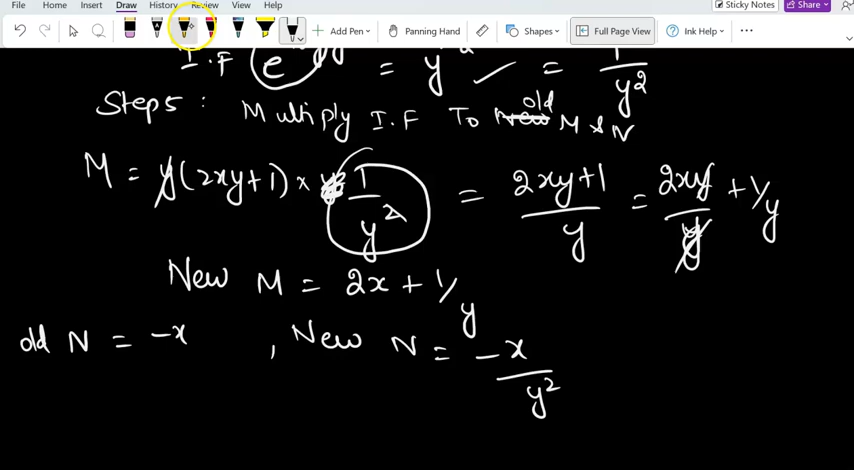 File Home Insert Draw History Review View Help Sticky Notes Share
Add Pen Panning Hand Shapes Full Page View Ink Help
I.F e = y = 1/y²
Step 5 : Multiply I.F To New old M & N
M = y(2xy+1) × 1/y² = 2xy+1/y = 2xy/y + 1/y
New M = 2x + 1/y
old N = -x , New N = -x/y²